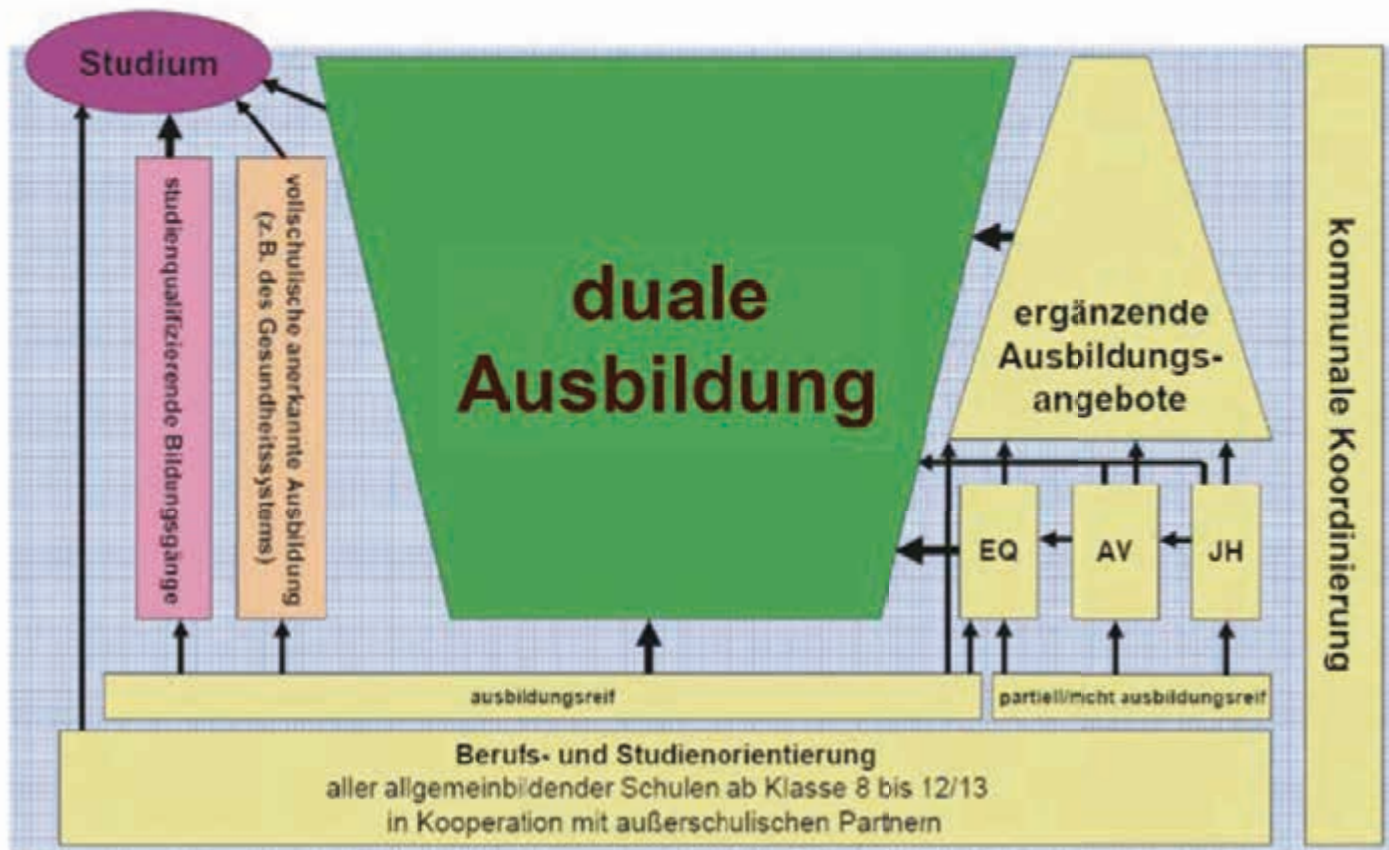 Studium
studienqualifizierende Bildungsgänge
vollschulische anerkannte Ausbildung
(z.B. des Gesundheitssystems)
duale
Ausbildung
ergänzende
Ausbildungs-
angebote
EQ
AV
JH
kommunale Koordinierung
ausbildungsreif
partiell/nicht ausbildungsreif
Berufs- und Studienorientierung
aller allgemeinbildender Schulen ab Klasse 8 bis 12/13
in Kooperation mit außerschulischen Partnern